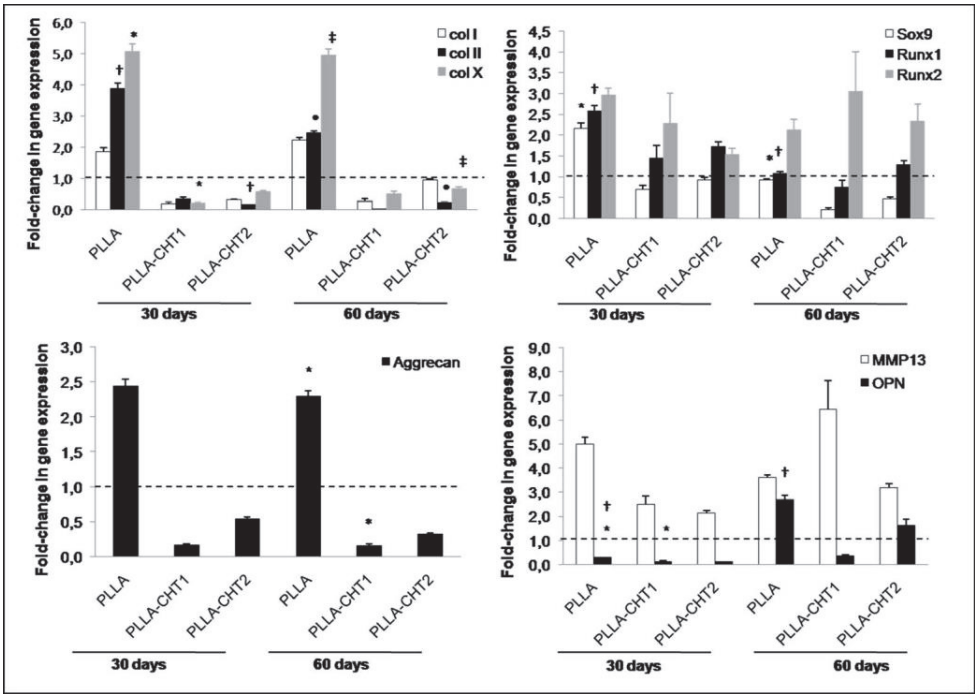 Fold-change in gene expression
6,0
5,0
4,0
3,0
2,0
1,0
0,0
col I
col II
col X
†
*
*
†
●
‡
●
‡
PLLA
PLLA-CHT1
PLLA-CHT2
PLLA
PLLA-CHT1
PLLA-CHT2
30 days
60 days
Fold-change in gene expression
4,5
4,0
3,5
3,0
2,5
2,0
1,5
1,0
0,5
0,0
Sox9
Runx1
Runx2
*
†
*
†
PLLA
PLLA-CHT1
PLLA-CHT2
PLLA
PLLA-CHT1
PLLA-CHT2
30 days
60 days
Fold-change in gene expression
3,0
2,5
2,0
1,5
1,0
0,5
0,0
Aggrecan
*
*
PLLA
PLLA-CHT1
PLLA-CHT2
PLLA
PLLA-CHT1
PLLA-CHT2
30 days
60 days
Fold-change in gene expression
9,0
8,0
7,0
6,0
5,0
4,0
3,0
2,0
1,0
0,0
MMP13
OPN
†
*
*
†
PLLA
PLLA-CHT1
PLLA-CHT2
PLLA
PLLA-CHT1
PLLA-CHT2
30 days
60 days